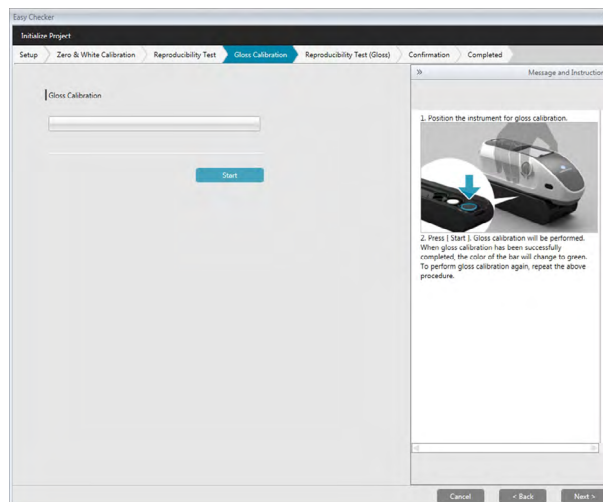 Easy Checker
Initialize Project
Setup Zero & White Calibration Reproducibility Test Gloss Calibration Reproducibility Test (Gloss) Confirmation Completed
» Message and Instruction
Gloss Calibration
Start
1. Position the instrument for gloss calibration.
2. Press [ Start ]. Gloss calibration will be performed.
When gloss calibration has been successfully
completed, the color of the bar will change to green.
To perform gloss calibration again, repeat the above
procedure.
Cancel < Back Next >